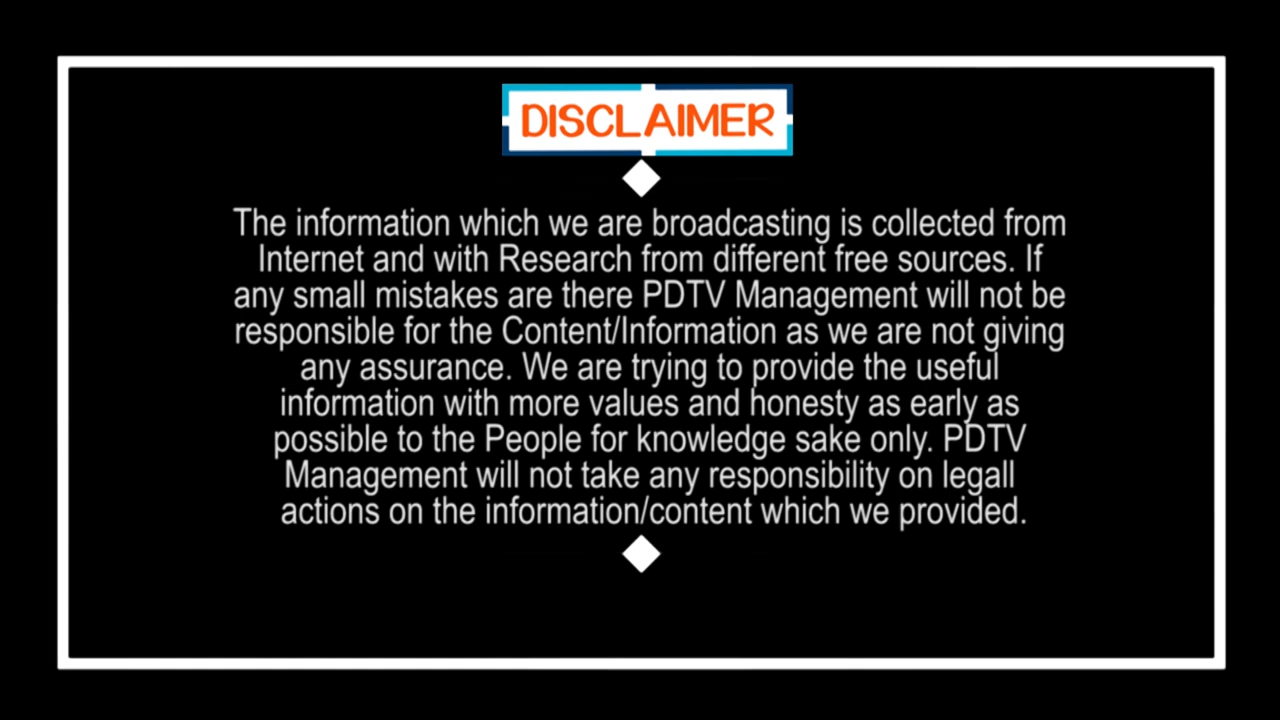 DISCLAIMER
The information which we are broadcasting is collected from
Internet and with Research from different free sources. If
any small mistakes are there PDTV Management will not be
responsible for the Content/Information as we are not giving
any assurance. We are trying to provide the useful
information with more values and honesty as early as
possible to the People for knowledge sake only. PDTV
Management will not take any responsibility on legall
actions on the information/content which we provided.